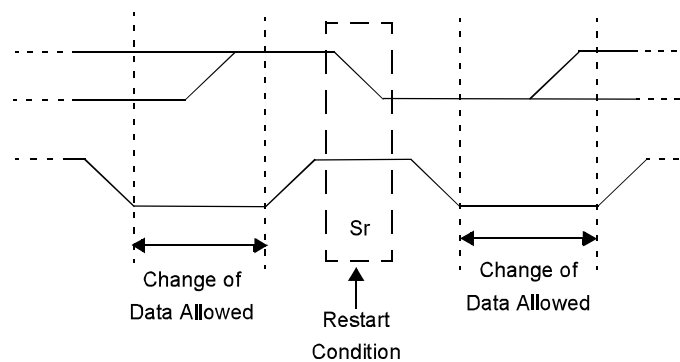 Sr
Change of
Data Allowed
Restart
Condition
Change of
Data Allowed